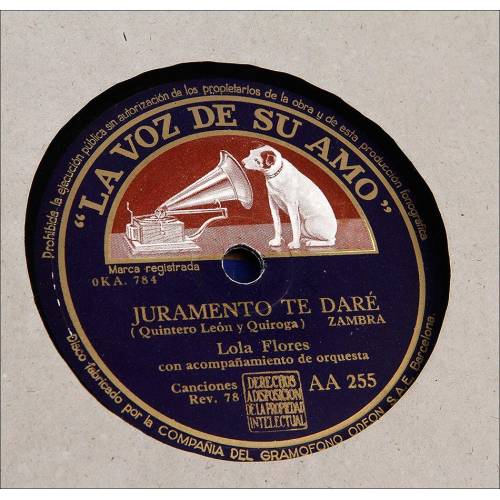 Prohibida la ejecución pública sin autorización de los propietarios de la obra y de esta producción fonográfica
"LA VOZ DE SU AMO"
Marca registrada
OKA. 784
JURAMENTO TE DARÉ
(Quintero León y Quiroga) ZAMBRA
Lola Flores
con acompañamiento de orquesta
Canciones
Rev. 78
DERECHOS
A DISPOSICION
DE LA PROPIEDAD
INTELECTUAL
AA 255
Disco fabricado por la COMPAÑIA DEL GRAMOFONO ODEON S.A.E. Barcelona.